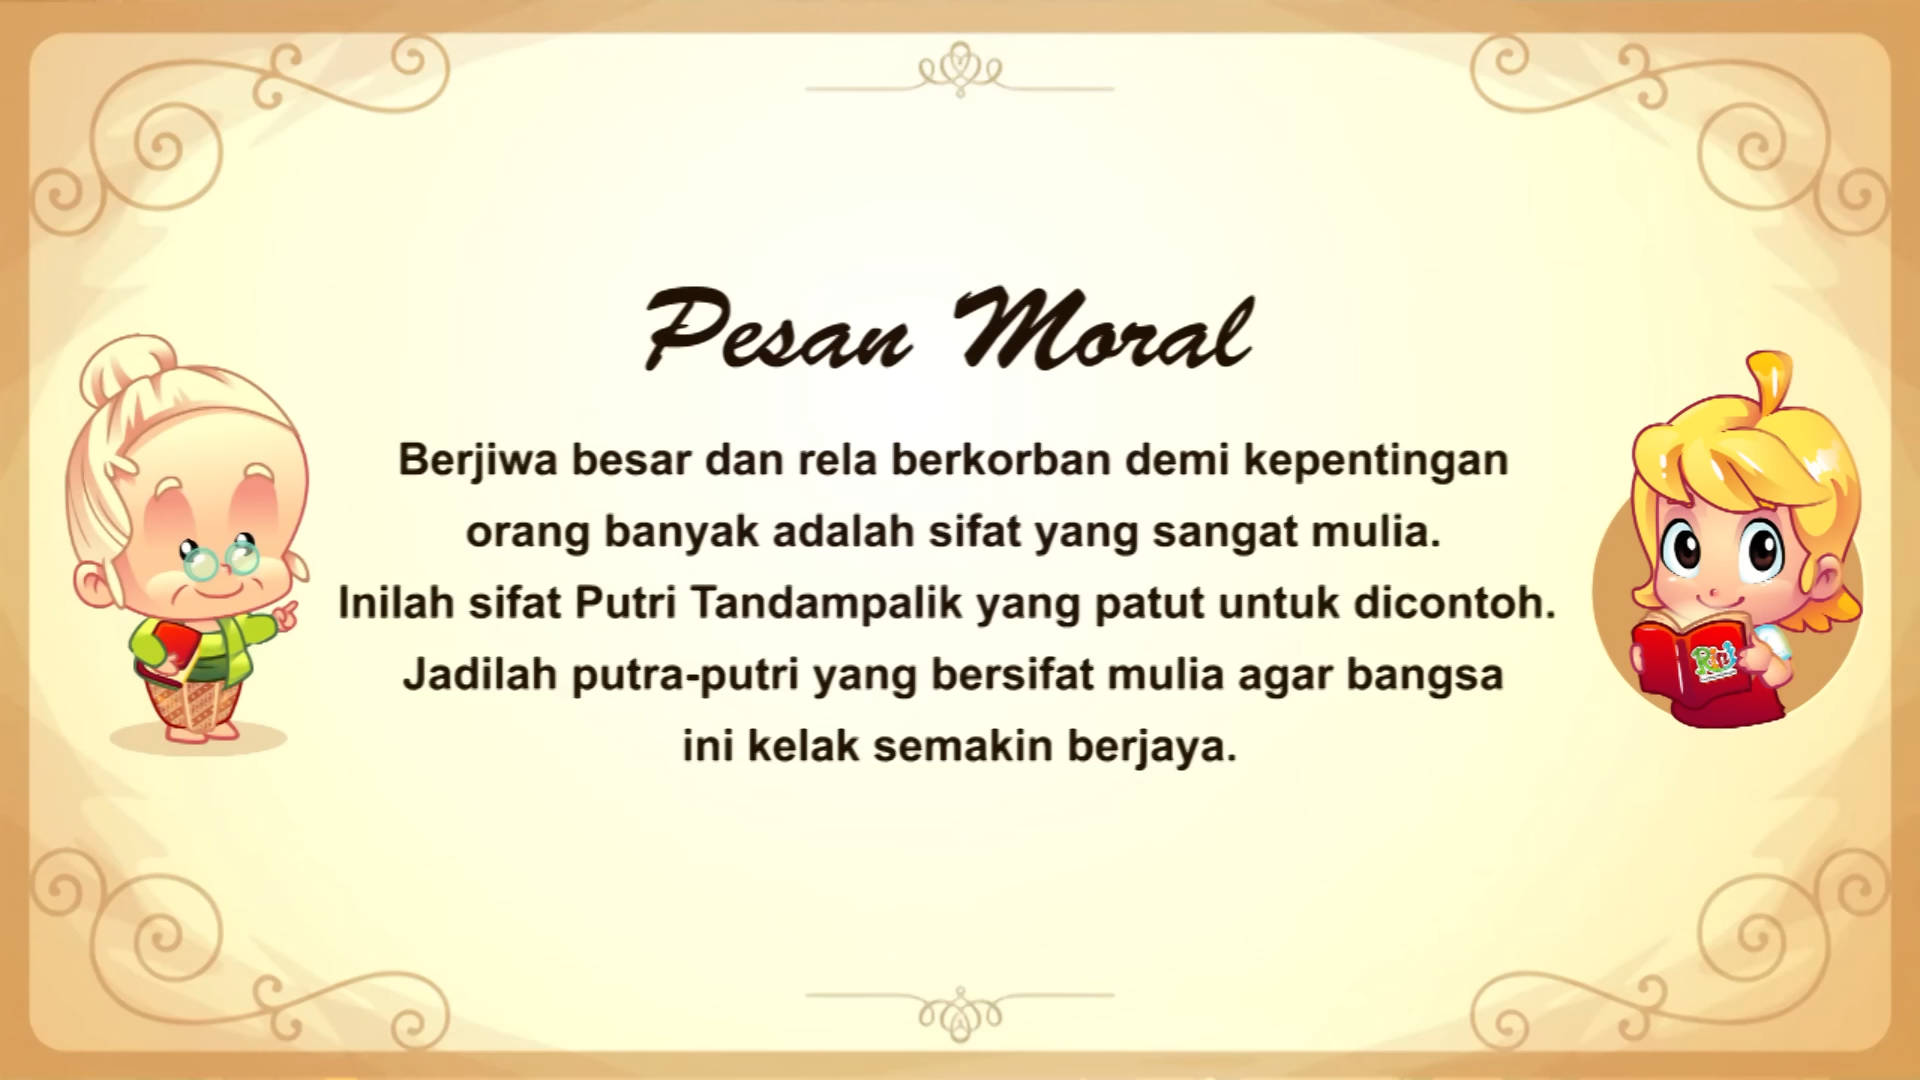 Pesan Moral
Berjiwa besar dan rela berkorban demi kepentingan
orang banyak adalah sifat yang sangat mulia.
Inilah sifat Putri Tandampalik yang patut untuk dicontoh.
Jadilah putra-putri yang bersifat mulia agar bangsa
ini kelak semakin berjaya.